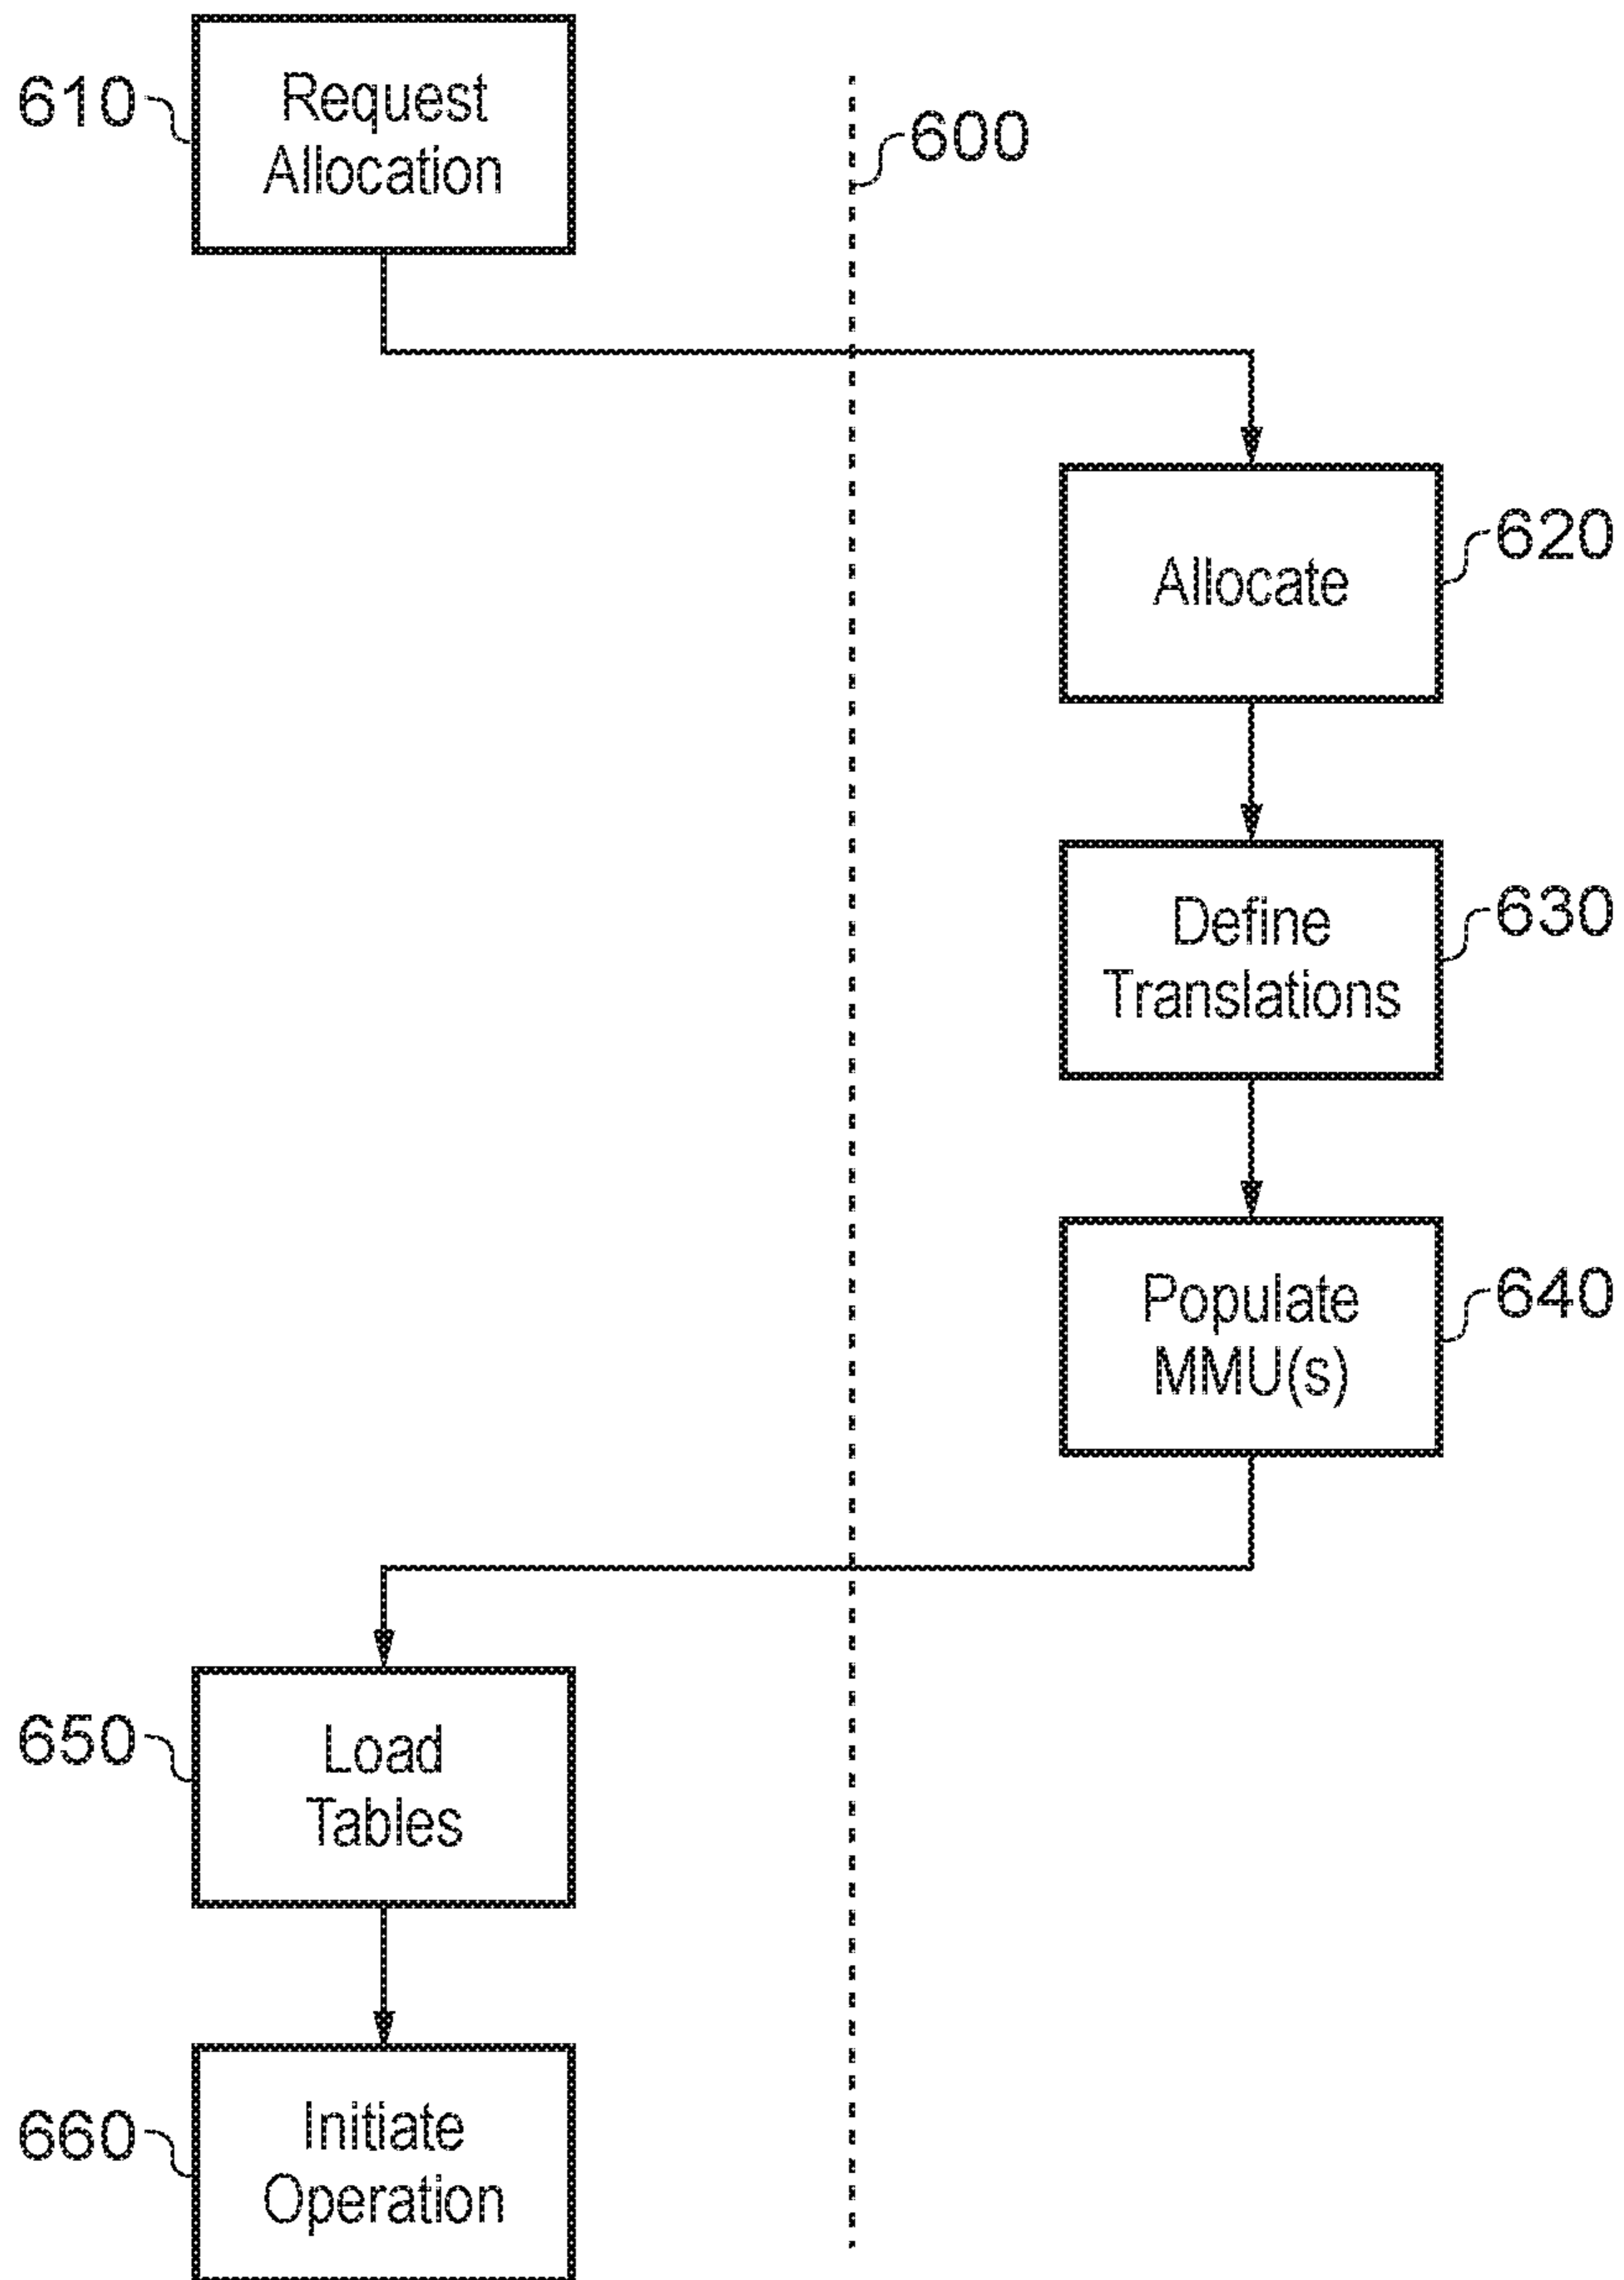 610
Request
Allocation
600
Allocate
620
Define
Translations
630
Populate
MMU(s)
640
650
Load
Tables
660
Initiate
Operation